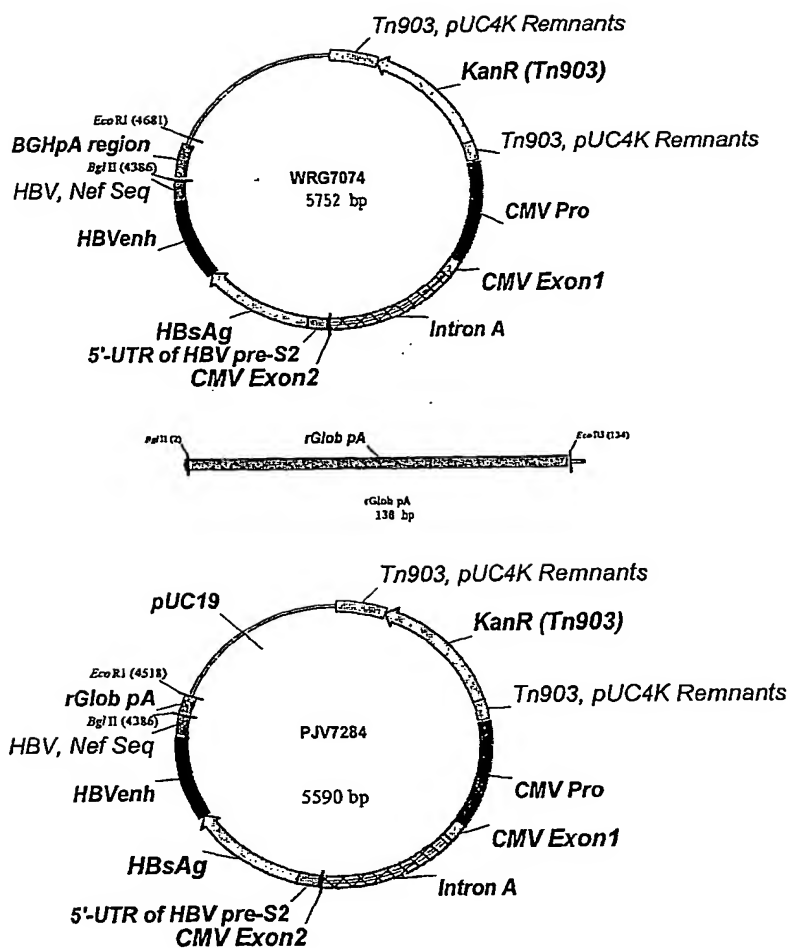 Tn903, pUC4K Remnants
KanR (Tn903)
EcoRI (4681)
BGHpA region
Tn903, pUC4K Remnants
BglII (4386)
HBV, Nef Seq
WRG7074
5752 bp
CMV Pro
HBVenh
CMV Exon1
HBsAg
Intron A
5'-UTR of HBV pre-S2
CMV Exon2
BglII (2)
rGlob pA
EcoRI (134)
rGlob pA
138 bp
Tn903, pUC4K Remnants
pUC19
KanR (Tn903)
EcoRI (4518)
rGlob pA
Tn903, pUC4K Remnants
BglII (4386)
HBV, Nef Seq
PJV7284
HBVenh
5590 bp
CMV Pro
CMV Exon1
HBsAg
Intron A
5'-UTR of HBV pre-S2
CMV Exon2